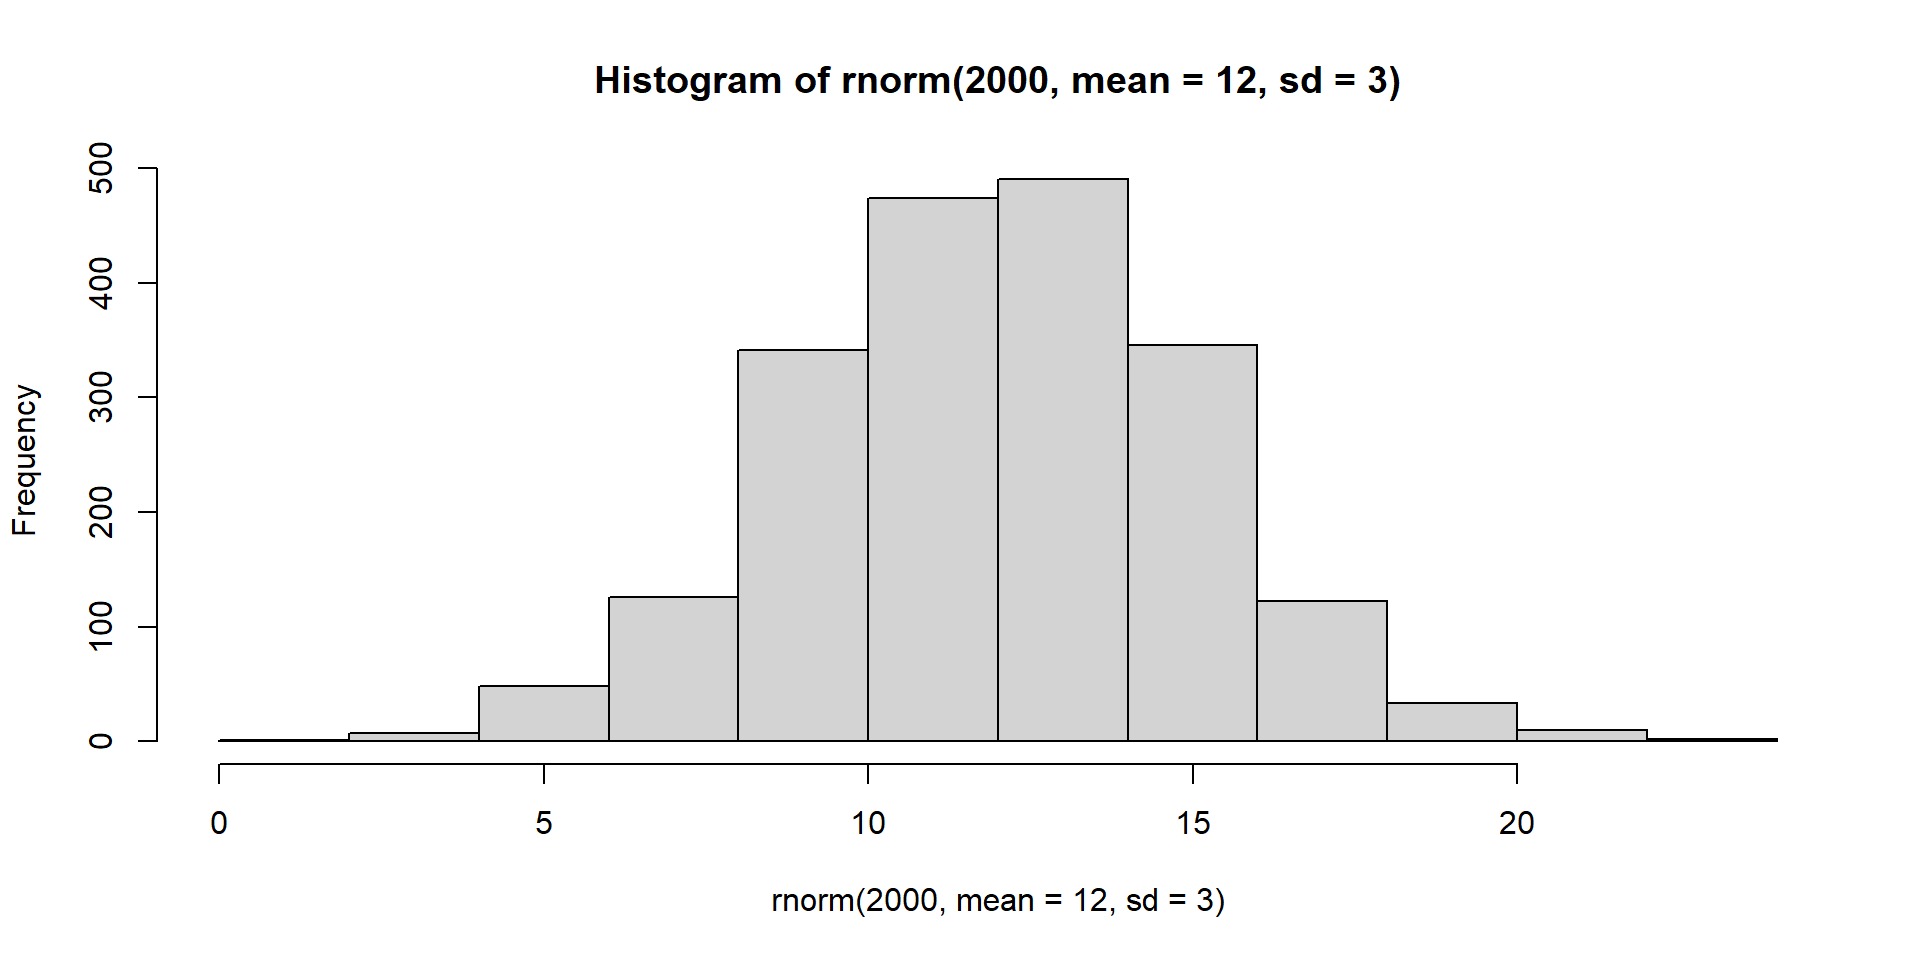 Histogram of rnorm(2000, mean = 12, sd = 3)
500
400
300
200
100
0
Frequency
0 5 10 15 20
rnorm(2000, mean = 12, sd = 3)